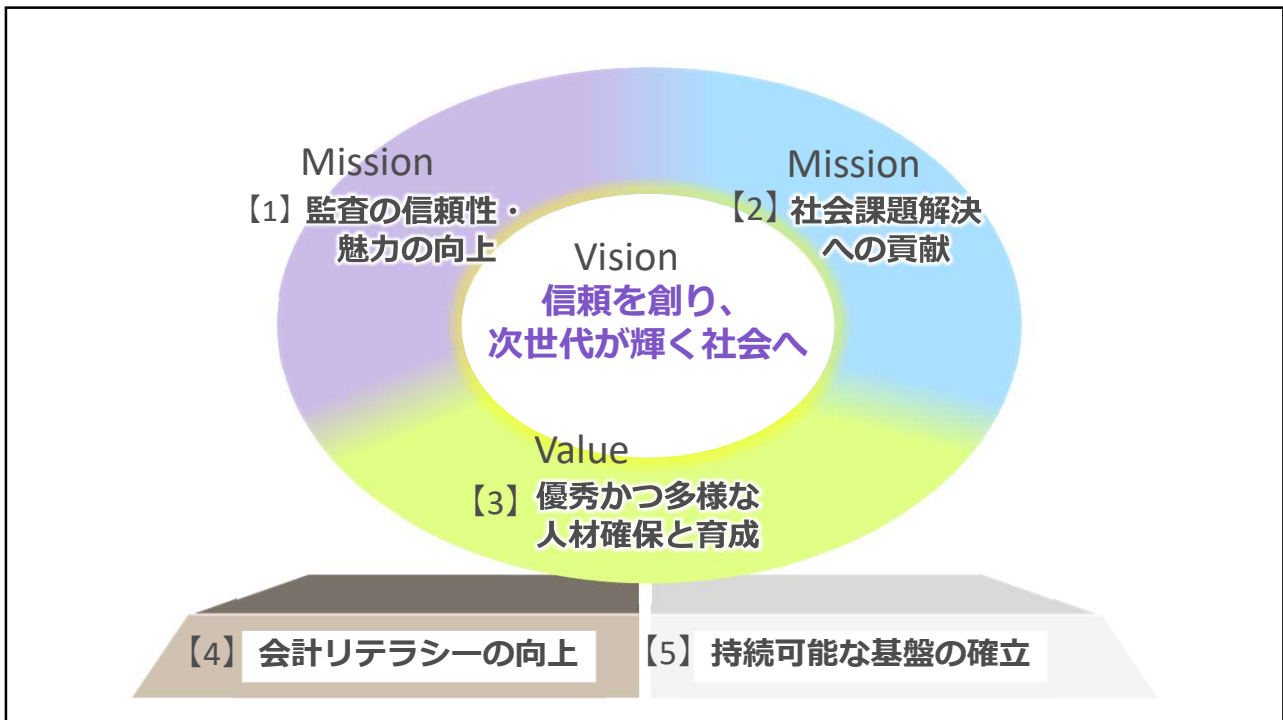 Mission
【1】監査の信頼性・
魅力の向上
Mission
【2】社会課題解決
への貢献
Vision
信頼を創り、
次世代が輝く社会へ
Value
【3】優秀かつ多様な
人材確保と育成
【4】会計リテラシーの向上
【5】持続可能な基盤の確立